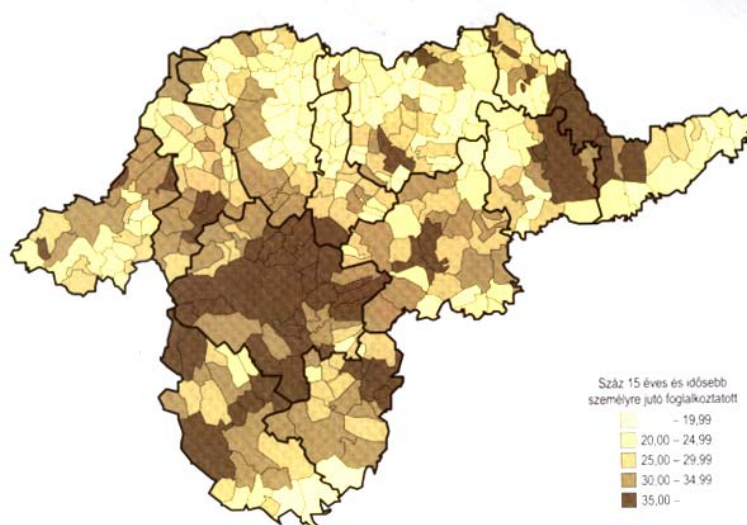 Száz 15 éves és idősebb
személyre jutó foglalkoztatott
– 19,99
20,00 – 24,99
25,00 – 29,99
30,00 – 34,99
35,00 –